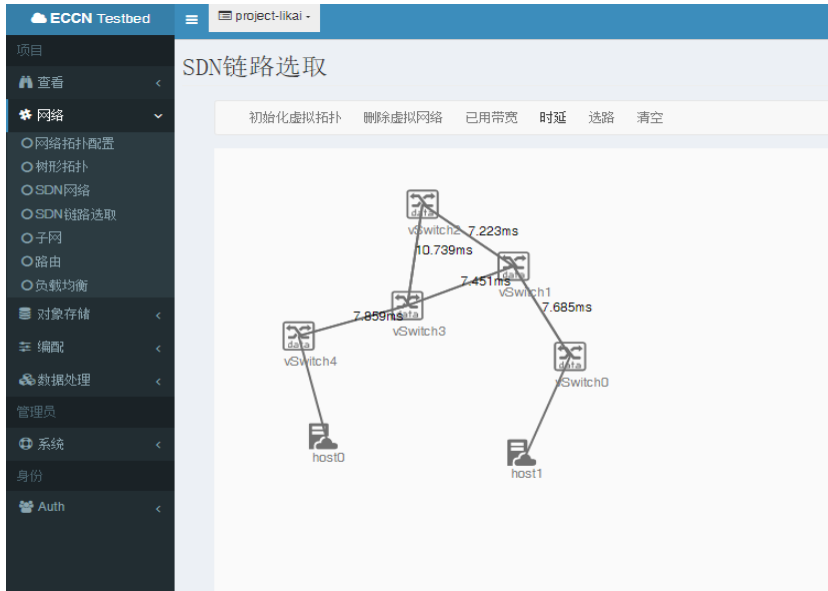 ECCN Testbed
project-likai
项目
查看
网络
网络拓扑配置
树形拓扑
SDN网络
SDN链路选取
子网
路由
负载均衡
对象存储
编配
数据处理
管理员
系统
身份
Auth
SDN链路选取
初始化虚拟拓扑 删除虚拟网络 已用带宽 时延 选路 清空
data
vSwitch2
7.223ms
10.739ms
data
vSwitch1
7.451ms
data
vSwitch3
7.859ms
7.685ms
data
vSwitch4
data
vSwitch0
host0
host1